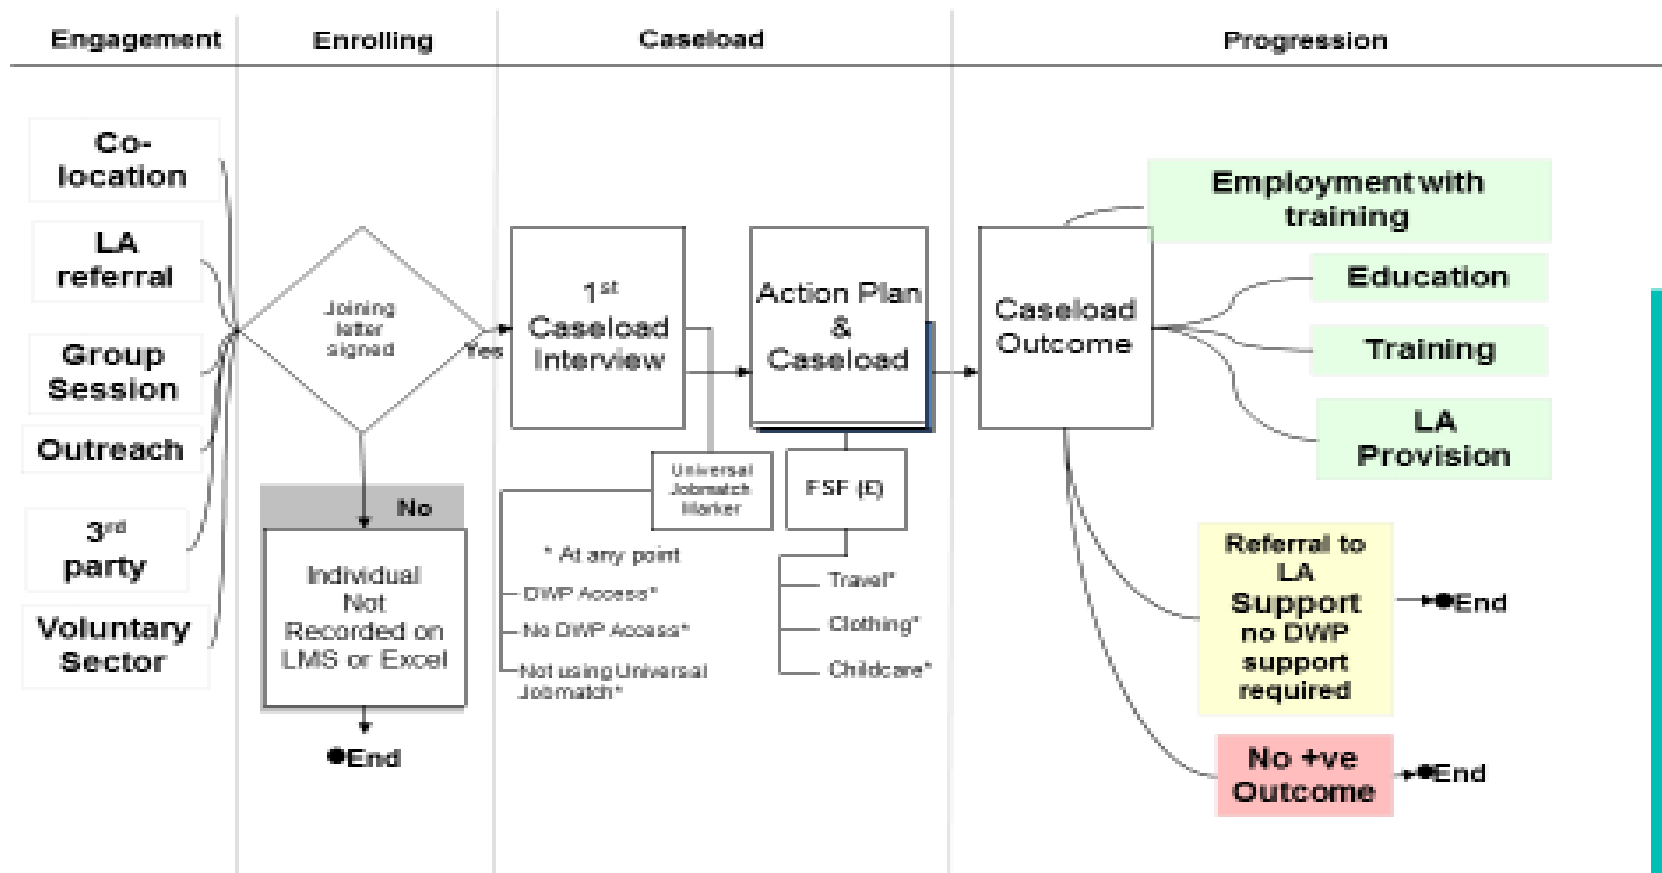 Engagement
Enrolling
Caseload
Progression
Co-
location
LA
referral
Group
Session
Outreach
3rd
party
Voluntary
Sector
Joining
letter
signed
Yes
No
Individual
Not
Recorded on
LMS or Excel
●End
1st
Caseload
Interview
Action Plan
&
Caseload
Universal
Jobmatch
Marker
* At any point
DWP Access*
No DWP Access*
Not using Universal
Jobmatch*
FSF (£)
Travel*
Clothing*
Childcare*
Caseload
Outcome
Employment with
training
Education
Training
LA
Provision
Referral to
LA
Support
no DWP
support
required
●End
No +ve
Outcome
●End